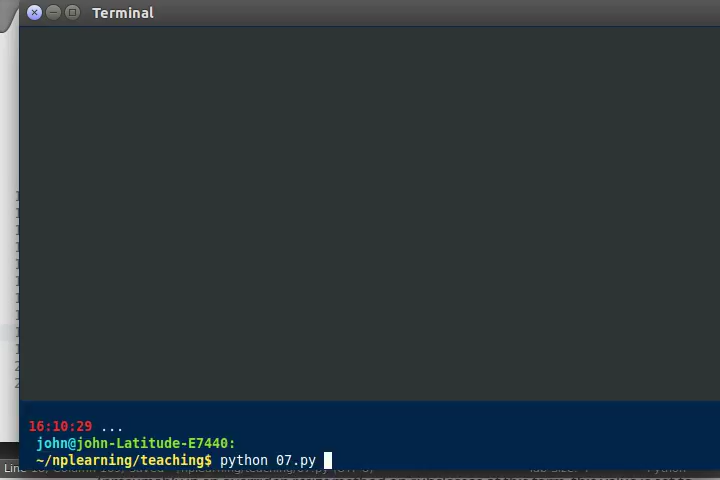 Terminal
16:10:29 ...
john@john-Latitude-E7440:
~/nplearning/teaching$ python 07.py